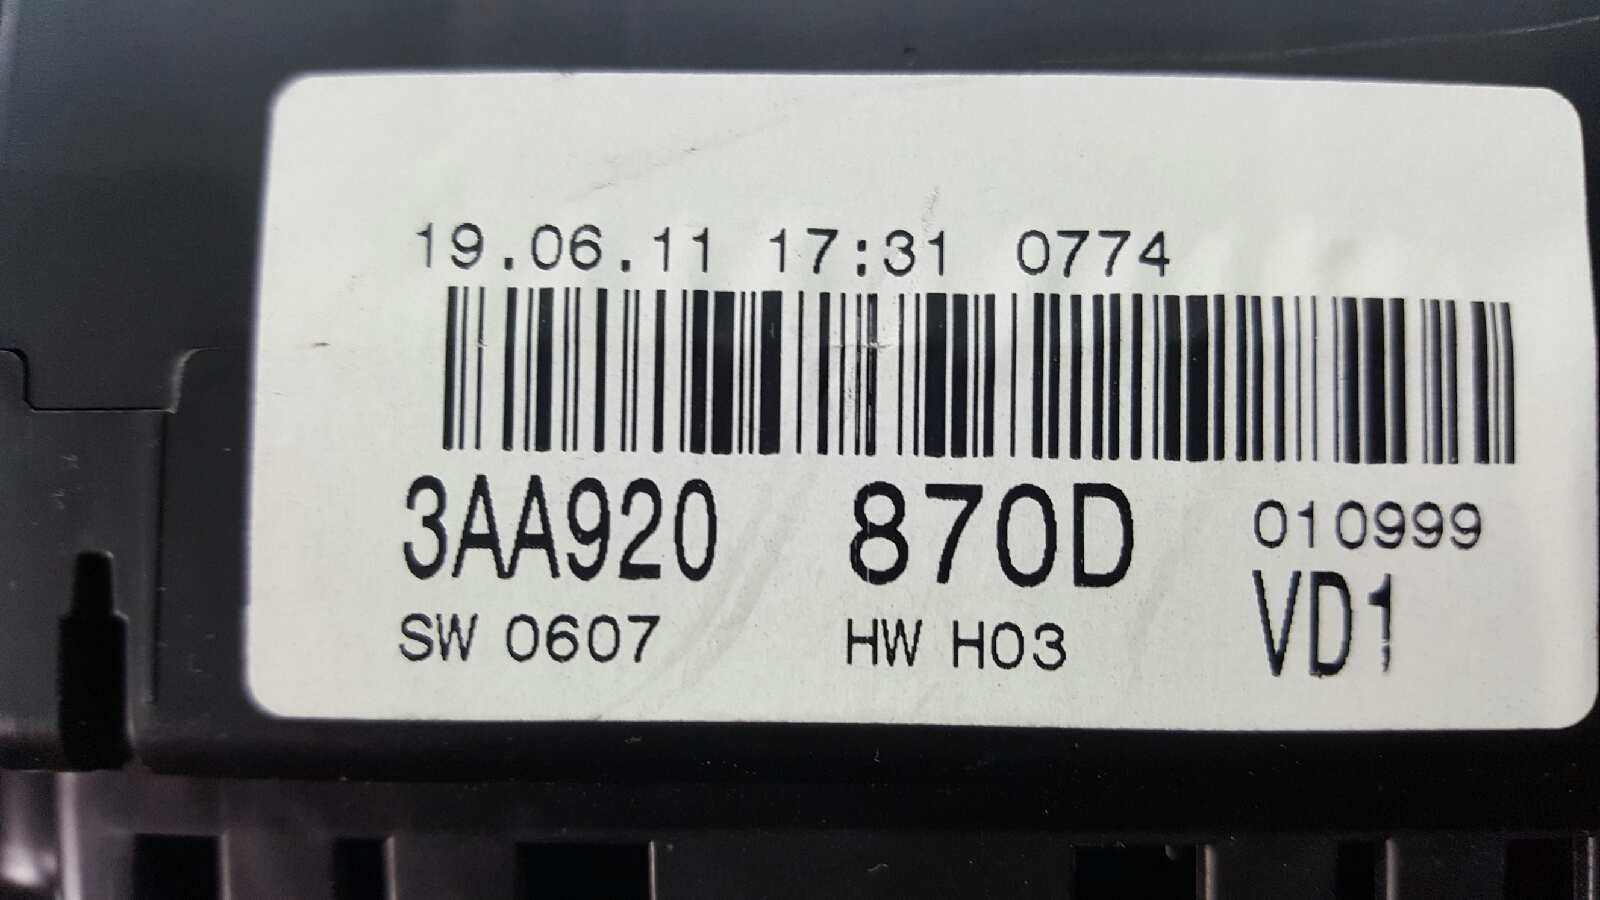 19.06.11 17:31 0774
3AA920 870D 010999
SW 0607 HW H03 VD1